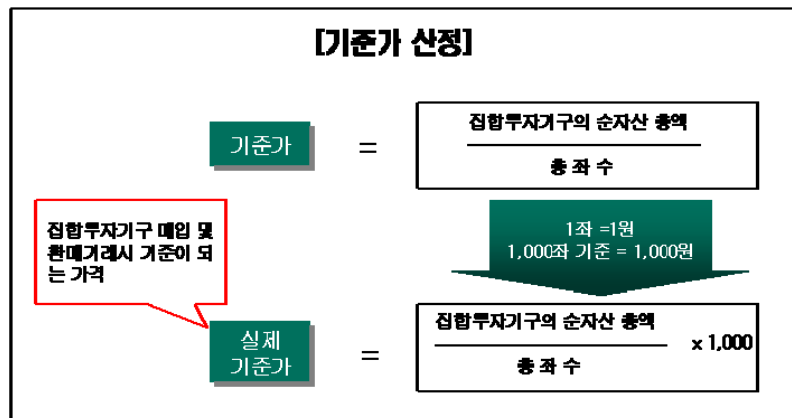 [기준가 산정]
기준가
=
집합투자기구의 순자산 총액
총 좌 수
집합투자기구 매입 및
환매거래시 기준이 되
는 가격
1좌 =1원
1,000좌 기준 = 1,000원
실제
기준가
=
집합투자기구의 순자산 총액
총 좌 수
x 1,000